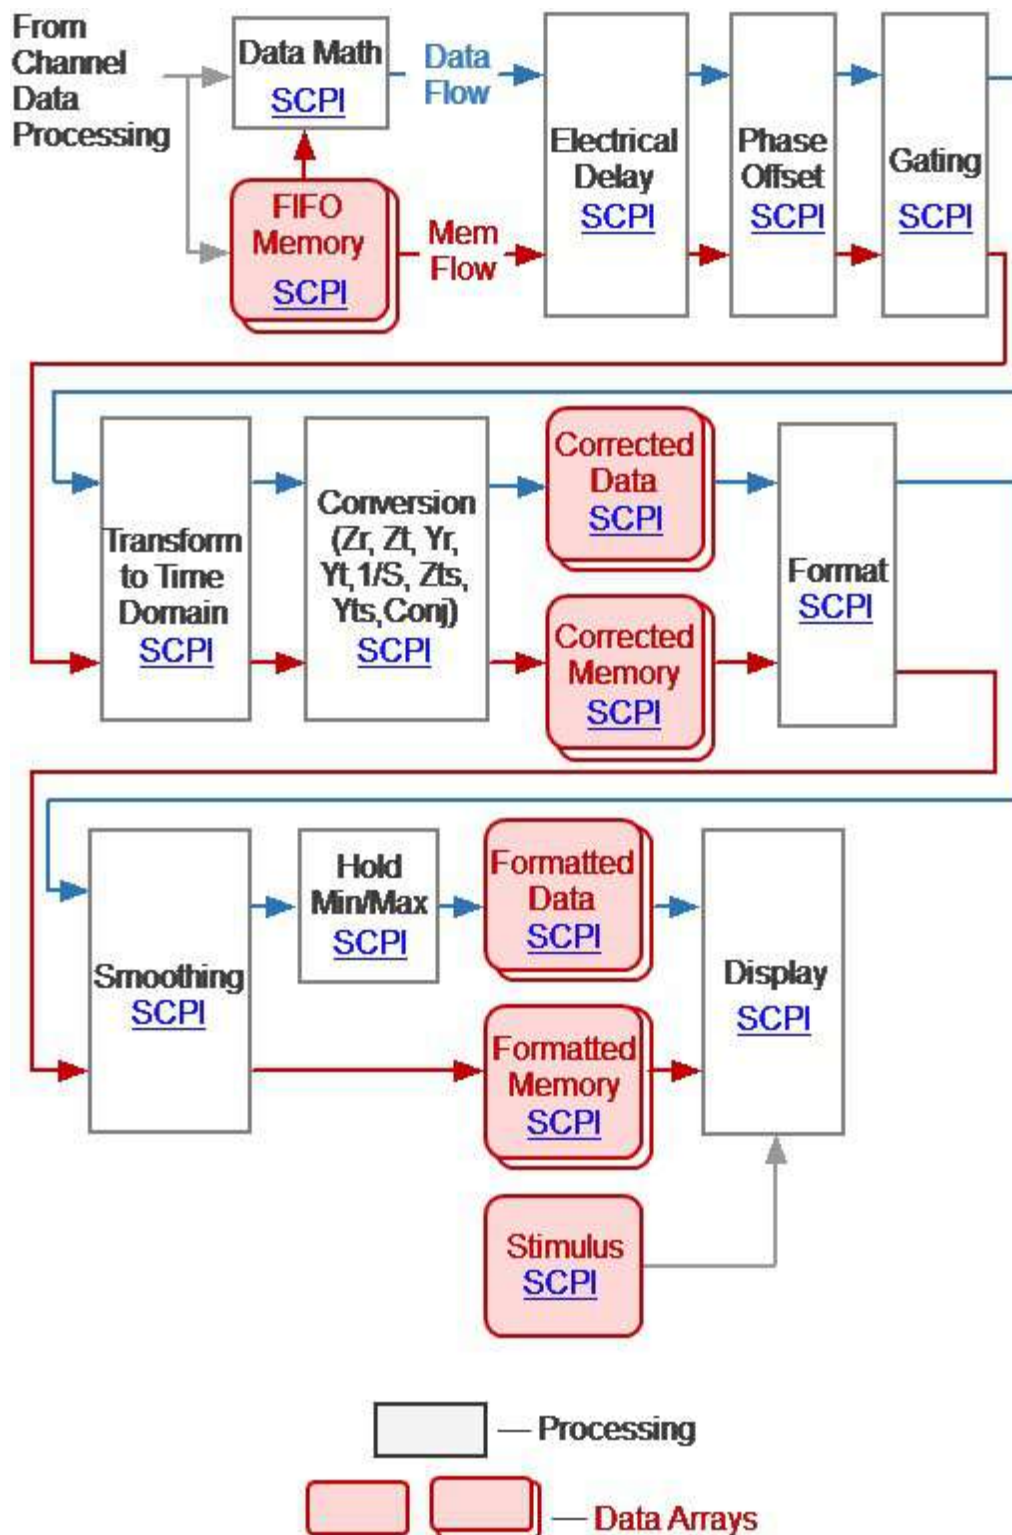 From
Channel
Data
Processing
Data Math
SCPI
Data
Flow
FIFO
Memory
SCPI
Mem
Flow
Electrical
Delay
SCPI
Phase
Offset
SCPI
Gating
SCPI
Transform
to Time
Domain
SCPI
Conversion
(Zr, Zt, Yr,
Yt,1/S, Zts,
Yts,Conj)
SCPI
Corrected
Data
SCPI
Corrected
Memory
SCPI
Format
SCPI
Smoothing
SCPI
Hold
Min/Max
SCPI
Formatted
Data
SCPI
Formatted
Memory
SCPI
Display
SCPI
Stimulus
SCPI
— Processing
— Data Arrays